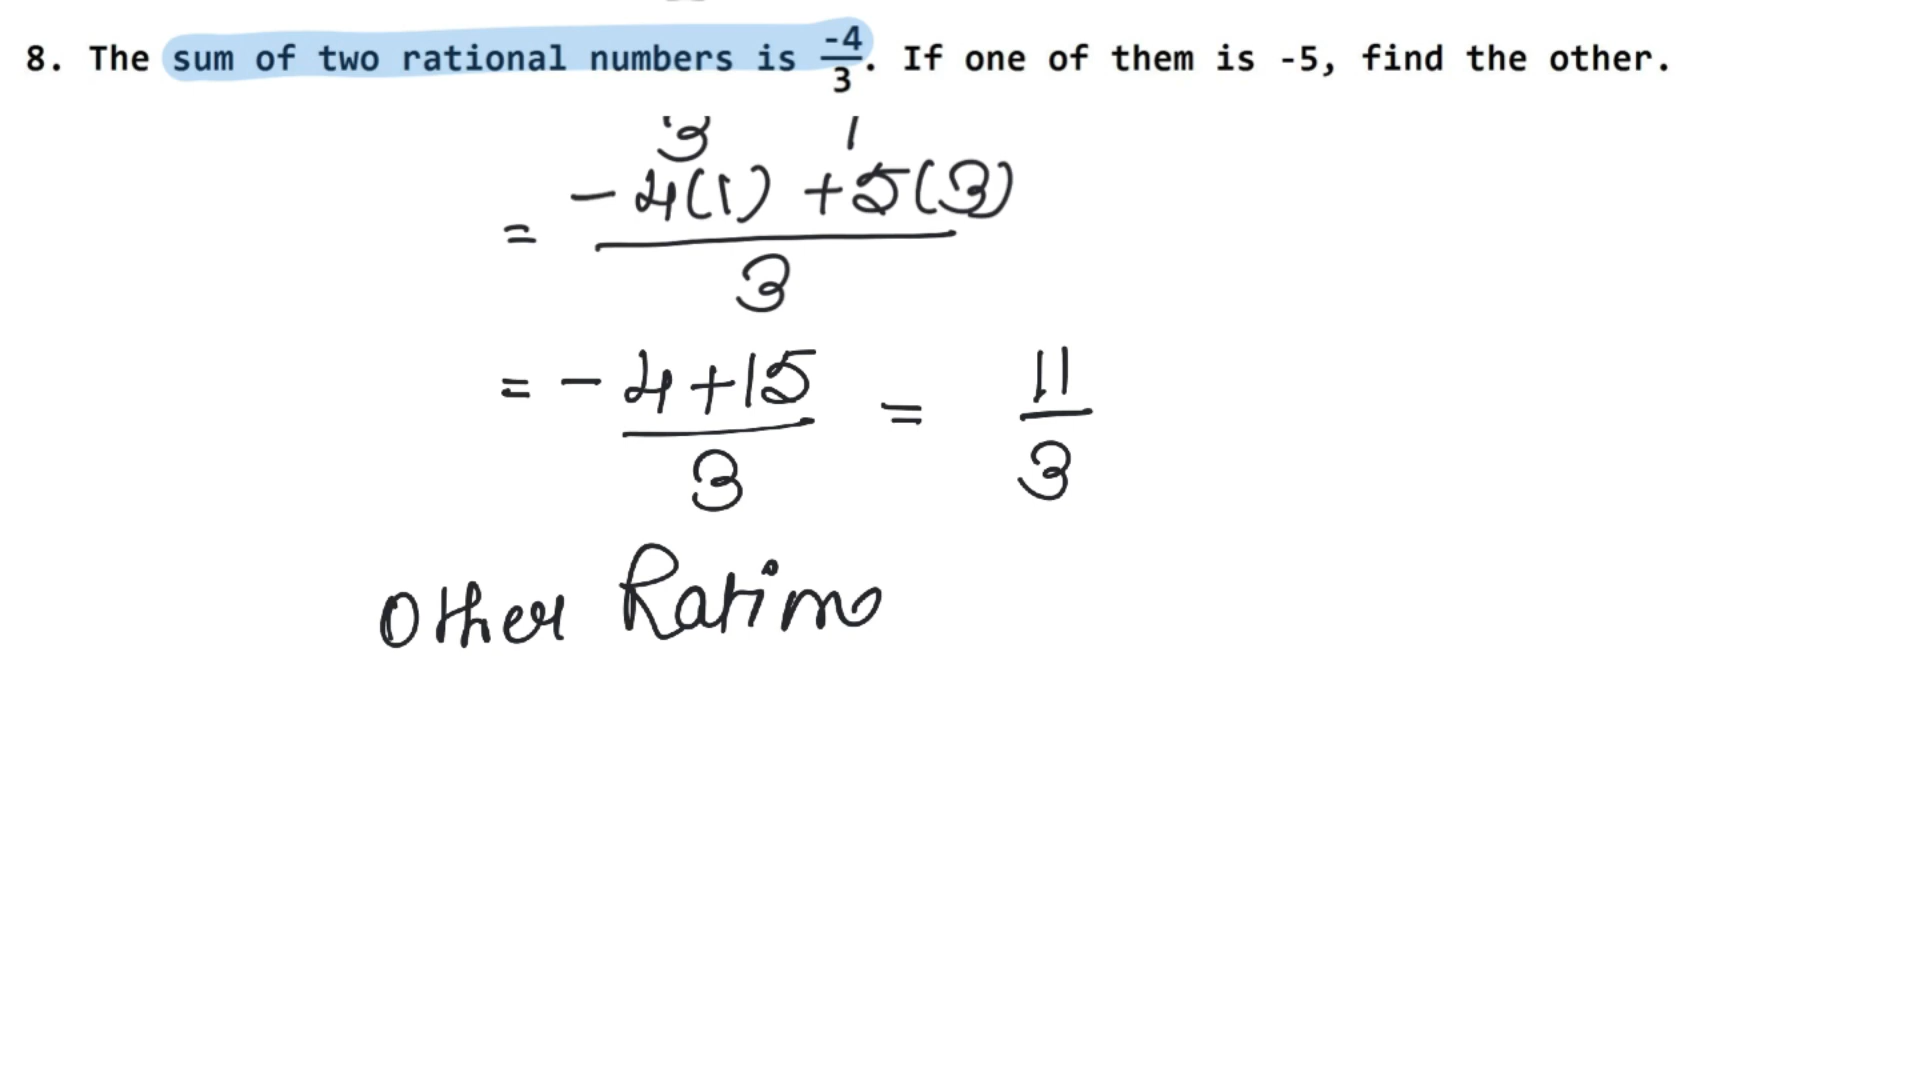 8. The sum of two rational numbers is -4/3. If one of them is -5, find the other.
3 1
= -4(1) +5(3) / 3
= -4+15 / 3 = 11/3
Other Ration